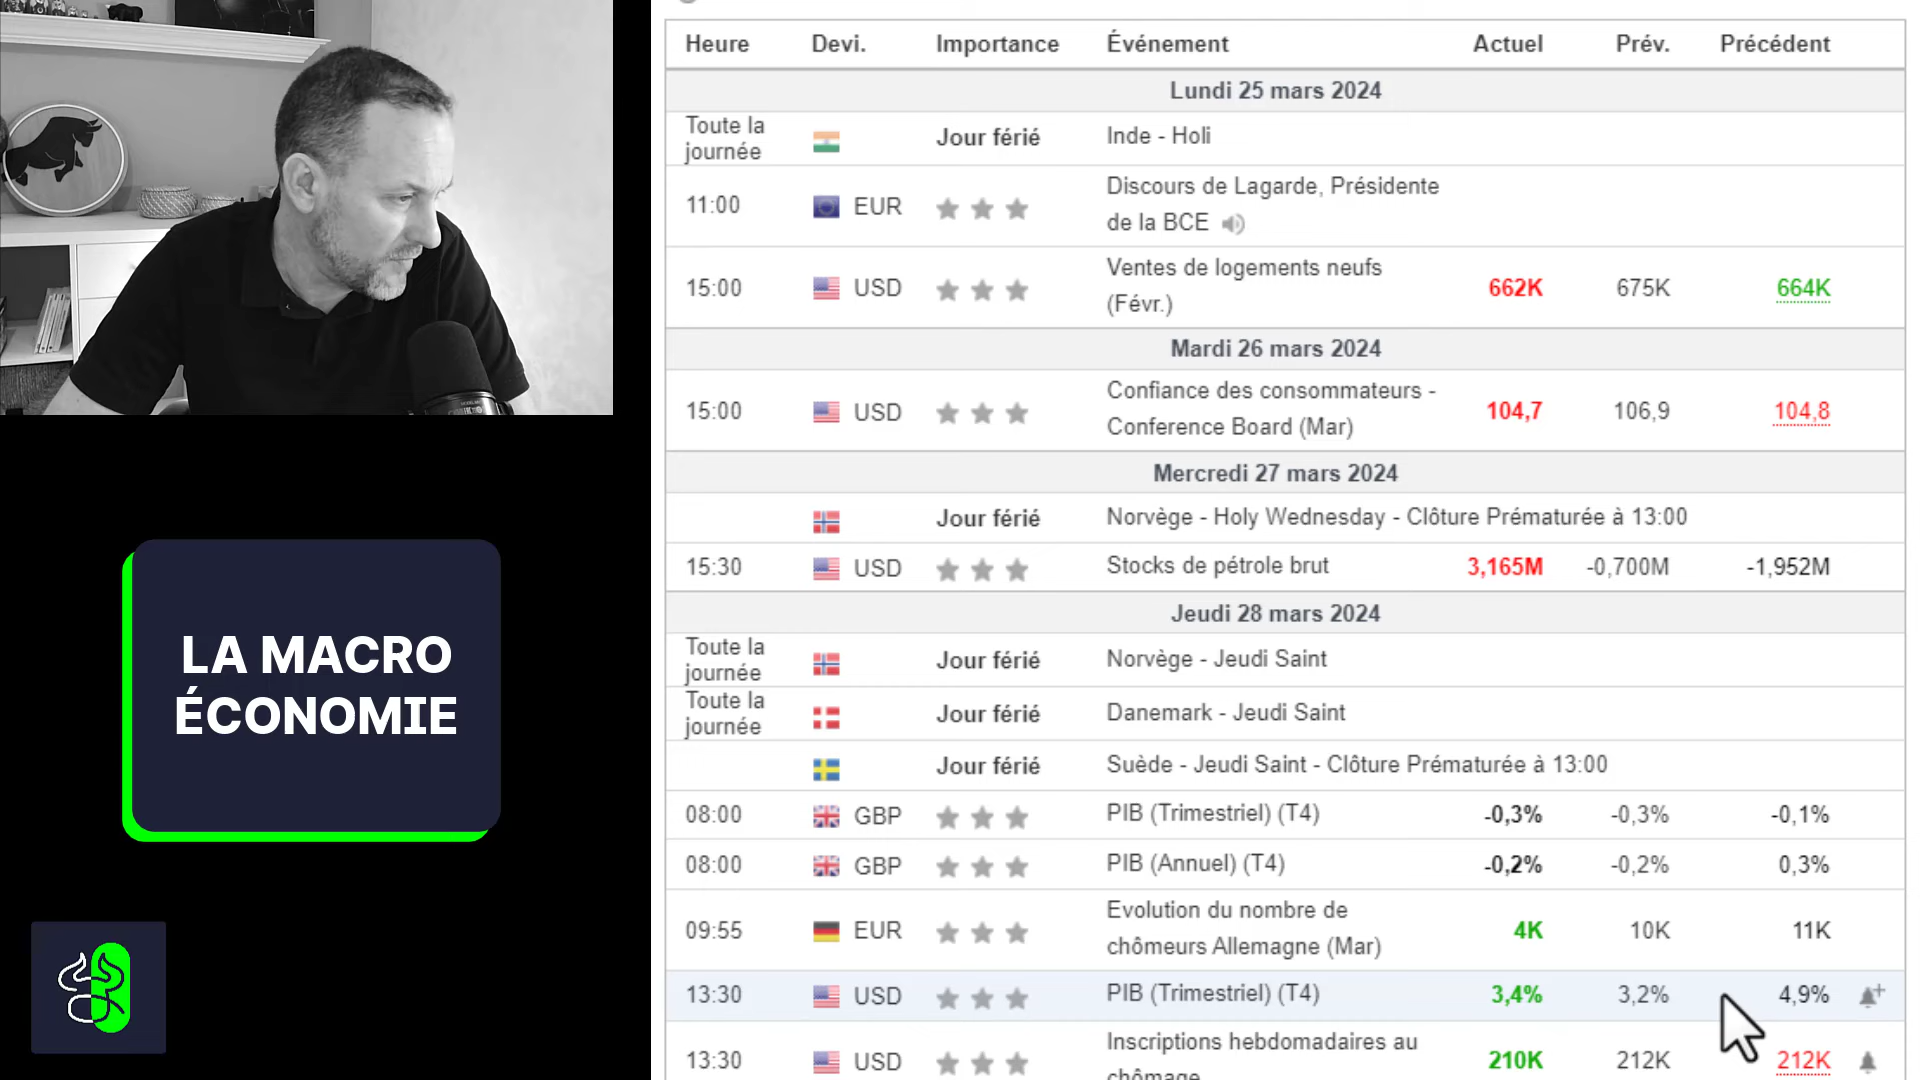 LA MACRO
ÉCONOMIE
Heure Devi. Importance Événement Actuel Prév. Précédent
Lundi 25 mars 2024
Toute la
journée Jour férié Inde - Holi
11:00 EUR Discours de Lagarde, Présidente
de la BCE
15:00 USD Ventes de logements neufs
(Févr.) 662K 675K 664K
Mardi 26 mars 2024
15:00 USD Confiance des consommateurs -
Conference Board (Mar) 104,7 106,9 104,8
Mercredi 27 mars 2024
Jour férié Norvège - Holy Wednesday - Clôture Prématurée à 13:00
15:30 USD Stocks de pétrole brut 3,165M -0,700M -1,952M
Jeudi 28 mars 2024
Toute la
journée Jour férié Norvège - Jeudi Saint
Toute la
journée Jour férié Danemark - Jeudi Saint
Jour férié Suède - Jeudi Saint - Clôture Prématurée à 13:00
08:00 GBP PIB (Trimestriel) (T4) -0,3% -0,3% -0,1%
08:00 GBP PIB (Annuel) (T4) -0,2% -0,2% 0,3%
09:55 EUR Evolution du nombre de
chômeurs Allemagne (Mar) 4K 10K 11K
13:30 USD PIB (Trimestriel) (T4) 3,4% 3,2% 4,9%
13:30 USD Inscriptions hebdomadaires au
chômage 210K 212K 212K